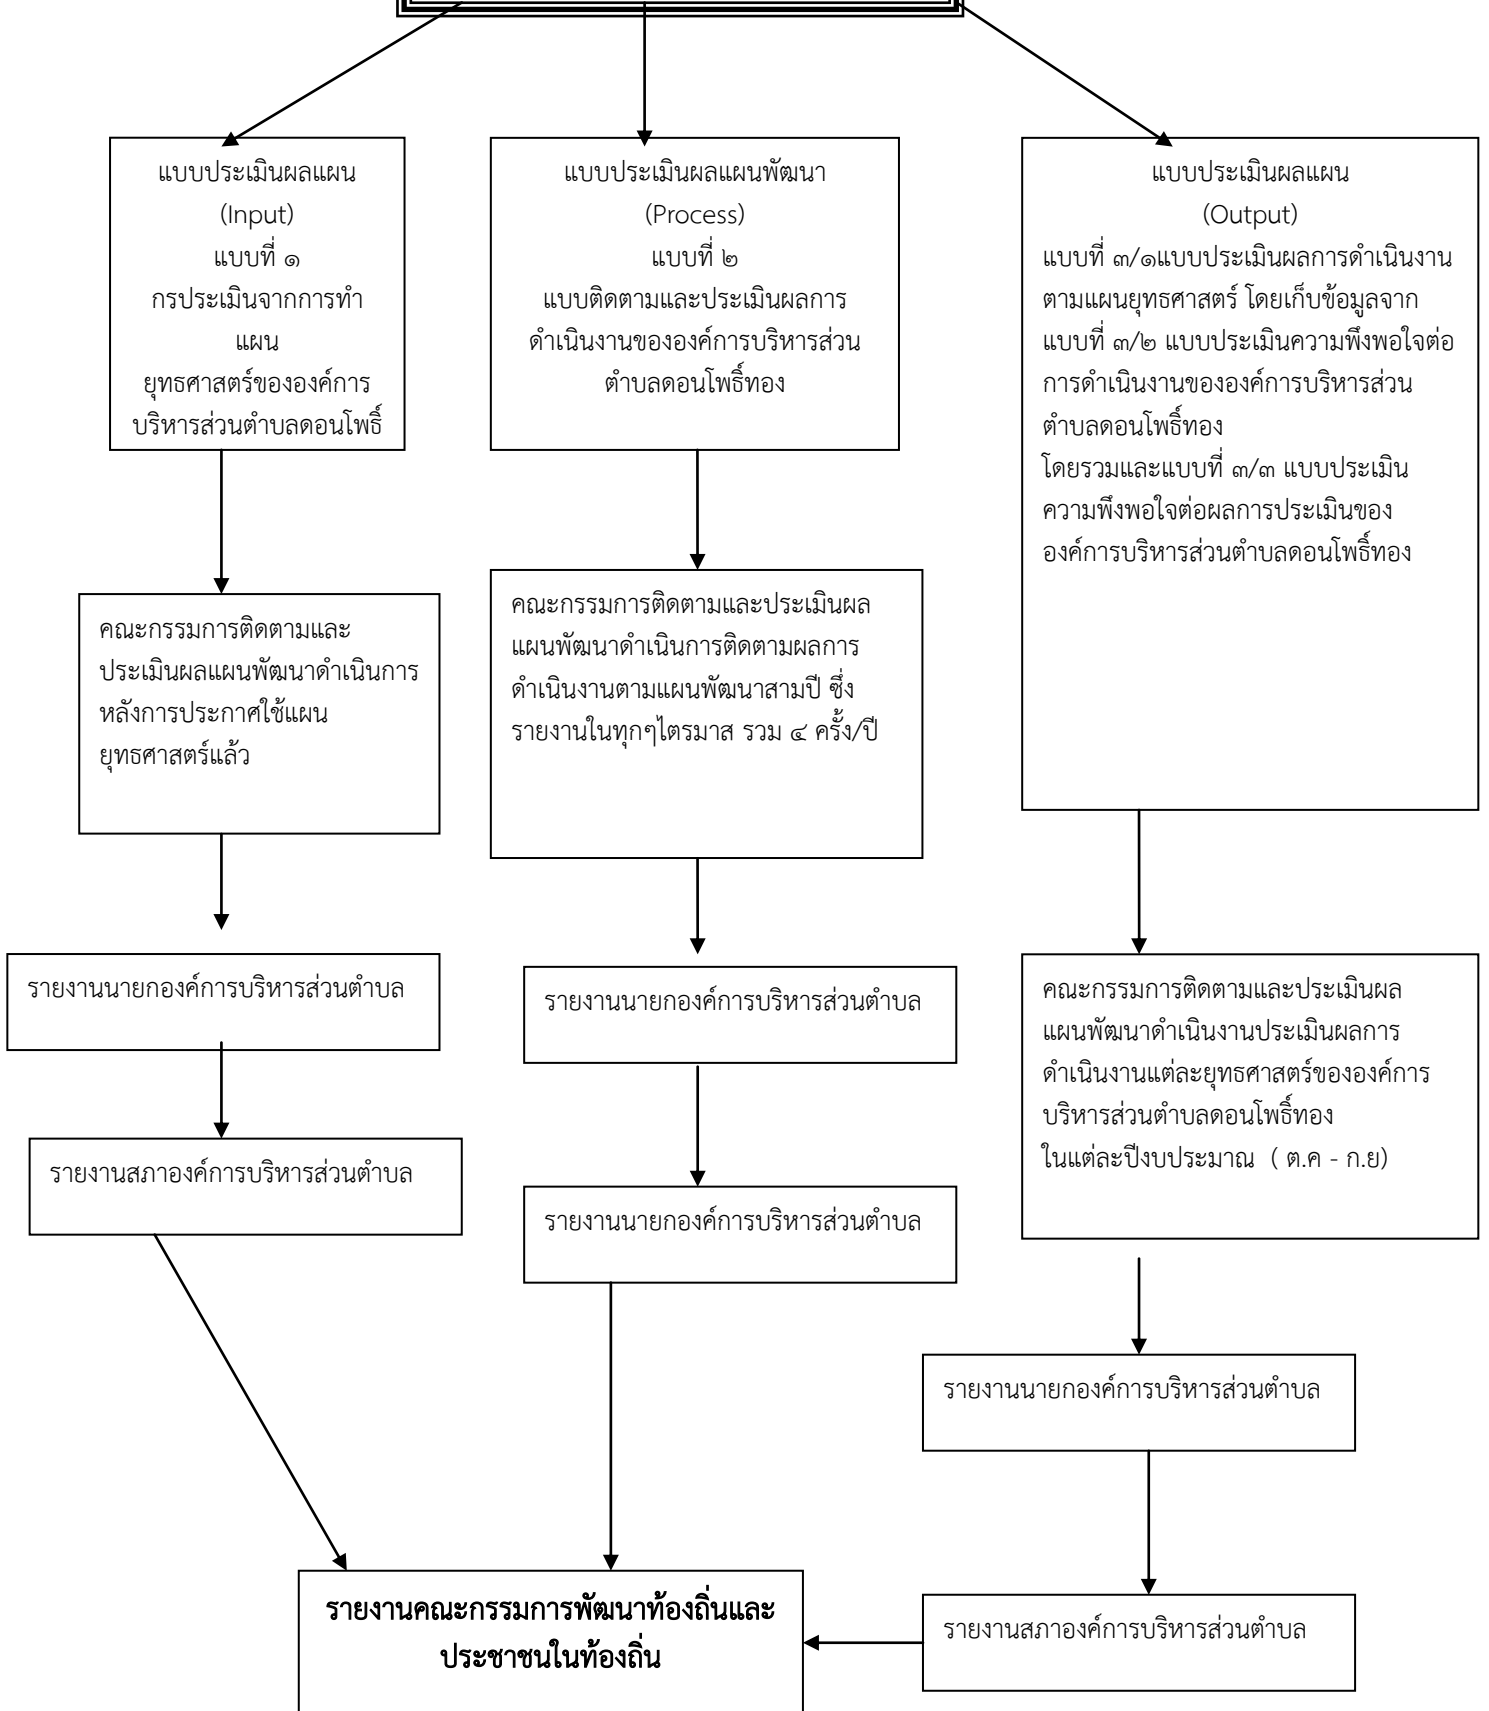 แบบประเมินผลแผน
(Input)
แบบที่ ๑
กรประเมินจากการทำ
แผน
ยุทธศาสตร์ขององค์การ
บริหารส่วนตำบลดอนโพธิ์
แบบประเมินผลแผนพัฒนา
(Process)
แบบที่ ๒
แบบติดตามและประเมินผลการ
ดำเนินงานขององค์การบริหารส่วน
ตำบลดอนโพธิ์ทอง
แบบประเมินผลแผน
(Output)
แบบที่ ๓/๑แบบประเมินผลการดำเนินงาน
ตามแผนยุทธศาสตร์ โดยเก็บข้อมูลจาก
แบบที่ ๓/๒ แบบประเมินความพึงพอใจต่อ
การดำเนินงานขององค์การบริหารส่วน
ตำบลดอนโพธิ์ทอง
โดยรวมและแบบที่ ๓/๓ แบบประเมิน
ความพึงพอใจต่อผลการประเมินของ
องค์การบริหารส่วนตำบลดอนโพธิ์ทอง
คณะกรรมการติดตามและ
ประเมินผลแผนพัฒนาดำเนินการ
หลังการประกาศใช้แผน
ยุทธศาสตร์แล้ว
คณะกรรมการติดตามและประเมินผล
แผนพัฒนาดำเนินการติดตามผลการ
ดำเนินงานตามแผนพัฒนาสามปี ซึ่ง
รายงานในทุกๆไตรมาส รวม ๔ ครั้ง/ปี
รายงานนายกองค์การบริหารส่วนตำบล
รายงานนายกองค์การบริหารส่วนตำบล
คณะกรรมการติดตามและประเมินผล
แผนพัฒนาดำเนินงานประเมินผลการ
ดำเนินงานแต่ละยุทธศาสตร์ขององค์การ
บริหารส่วนตำบลดอนโพธิ์ทอง
ในแต่ละปีงบประมาณ ( ต.ค - ก.ย)
รายงานสภาองค์การบริหารส่วนตำบล
รายงานนายกองค์การบริหารส่วนตำบล
รายงานนายกองค์การบริหารส่วนตำบล
รายงานคณะกรรมการพัฒนาท้องถิ่นและ
ประชาชนในท้องถิ่น
รายงานสภาองค์การบริหารส่วนตำบล